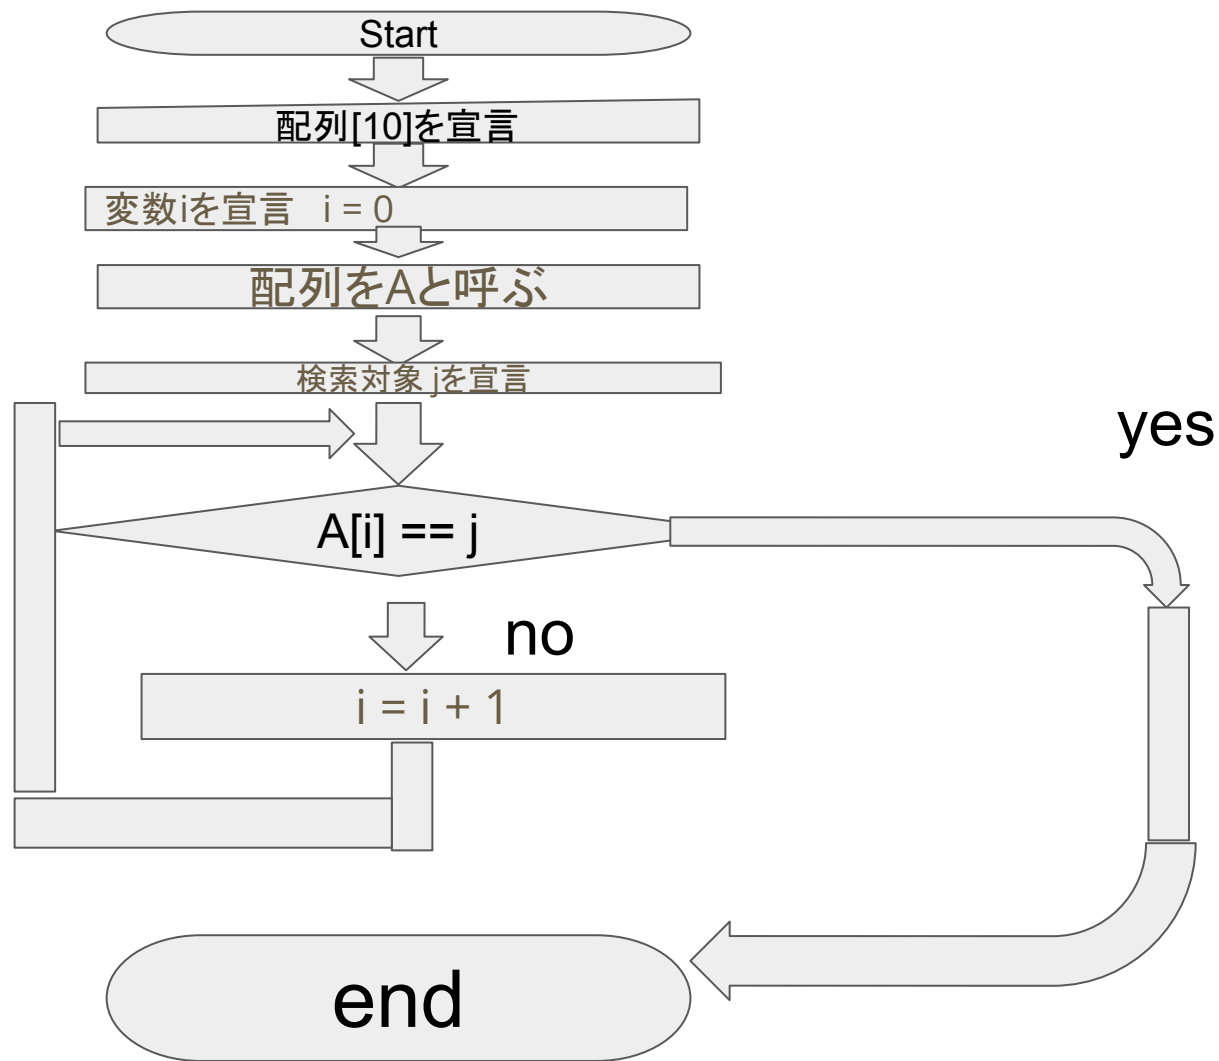 Start
配列[10]を宣言
変数iを宣言 i = 0
配列をAと呼ぶ
検索対象 jを宣言
yes
A[i] == j
no
i = i + 1
end